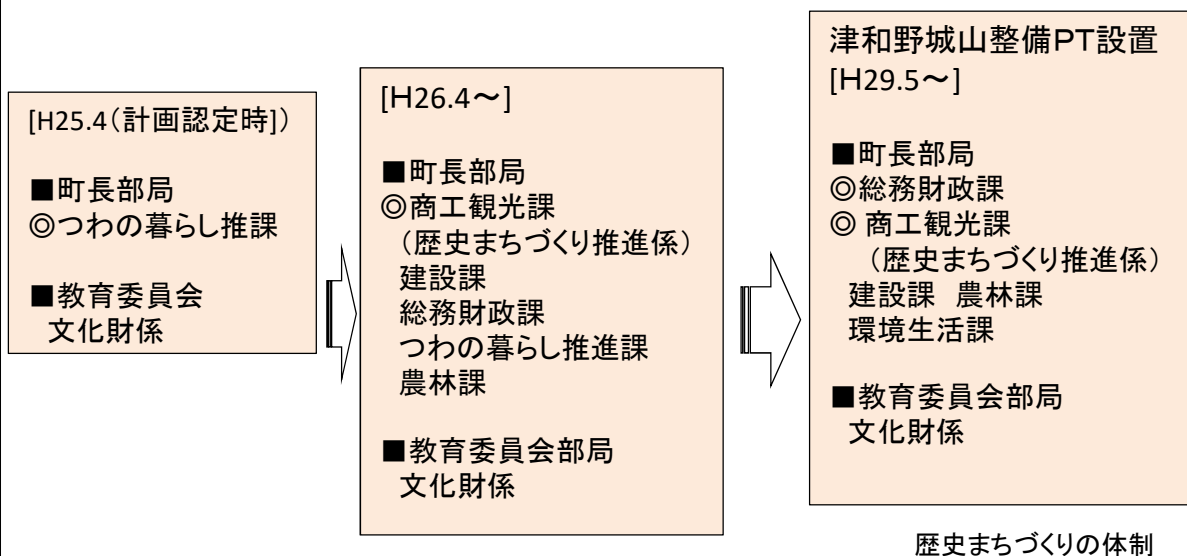 [H25.4(計画認定時])
■町長部局
◎つわの暮らし推課
■教育委員会
文化財係
[H26.4～]
■町長部局
◎商工観光課
（歴史まちづくり推進係）
建設課
総務財政課
つわの暮らし推進課
農林課
■教育委員会部局
文化財係
津和野城山整備PT設置
[H29.5～]
■町長部局
◎総務財政課
◎ 商工観光課
（歴史まちづくり推進係）
建設課　農林課
環境生活課
■教育委員会部局
文化財係
歴史まちづくりの体制